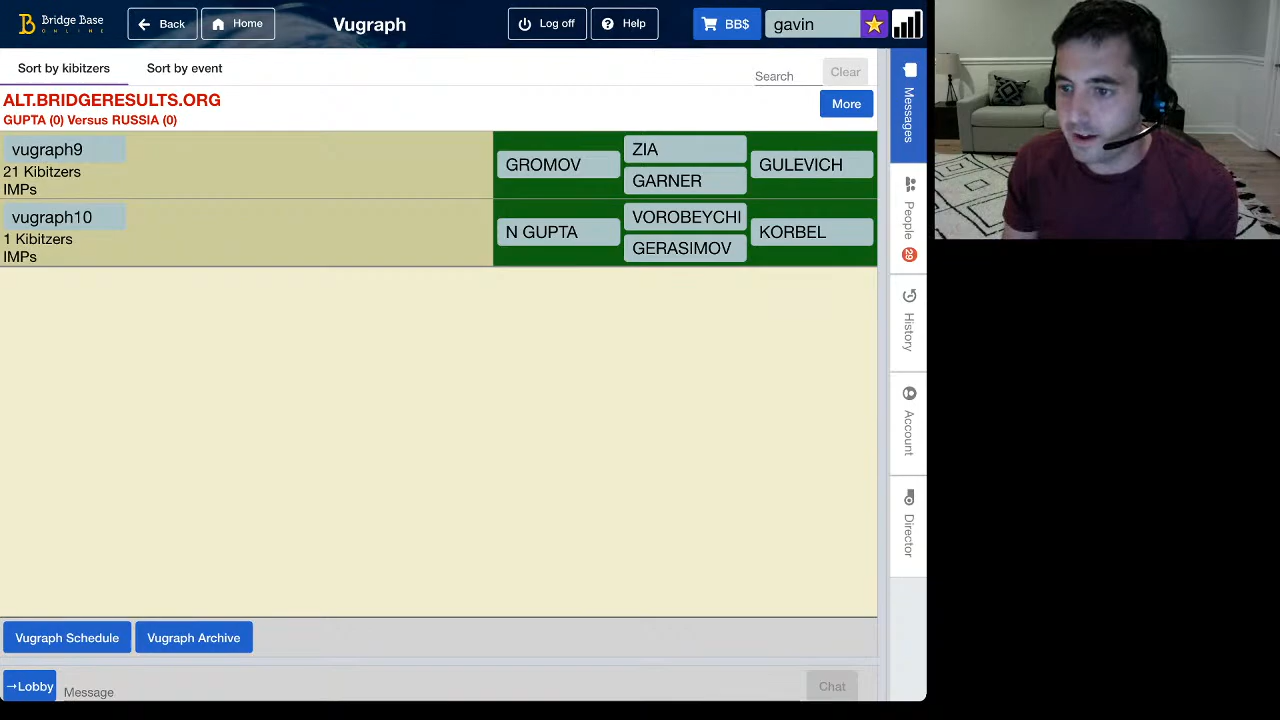 Bridge Base
ONLINE
Back
Home
Vugraph
Log off
Help
BB$
gavin
Sort by kibitzers
Sort by event
Search
Clear
ALT.BRIDGERESULTS.ORG
GUPTA (0) Versus RUSSIA (0)
More
vugraph9
21 Kibitzers
IMPs
GROMOV
ZIA
GARNER
GULEVICH
vugraph10
1 Kibitzers
IMPs
N GUPTA
VOROBEYCHI
GERASIMOV
KORBEL
Messages
People
29
History
Account
Director
Vugraph Schedule
Vugraph Archive
→Lobby
Message
Chat